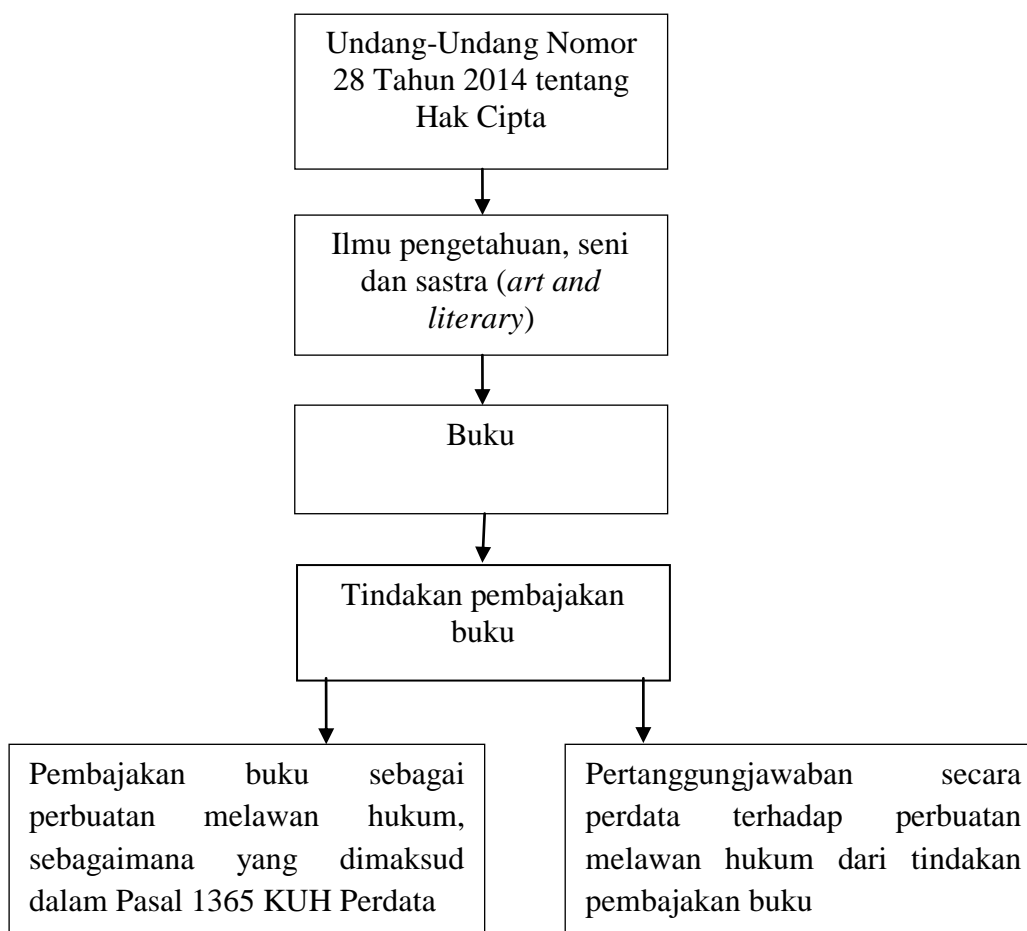 Undang-Undang Nomor
28 Tahun 2014 tentang
Hak Cipta
Ilmu pengetahuan, seni
dan sastra (art and
literary)
Buku
Tindakan pembajakan
buku
Pembajakan buku sebagai
perbuatan melawan hukum,
sebagaimana yang dimaksud
dalam Pasal 1365 KUH Perdata
Pertanggungjawaban secara
perdata terhadap perbuatan
melawan hukum dari tindakan
pembajakan buku